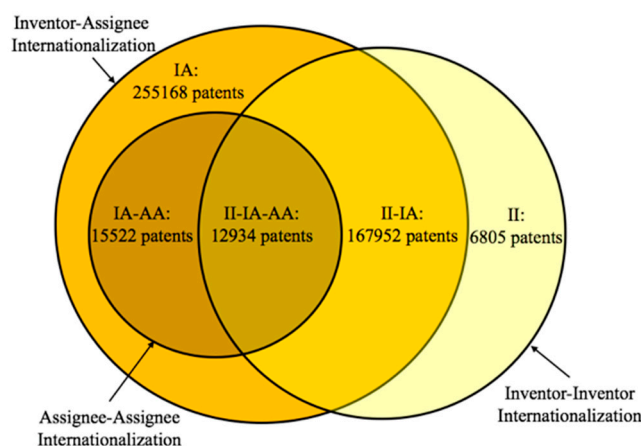 Inventor-Assignee
Internationalization
IA:
255168 patents
IA-AA:
15522 patents
II-IA-AA:
12934 patents
II-IA:
167952 patents
II:
6805 patents
Assignee-Assignee
Internationalization
Inventor-Inventor
Internationalization